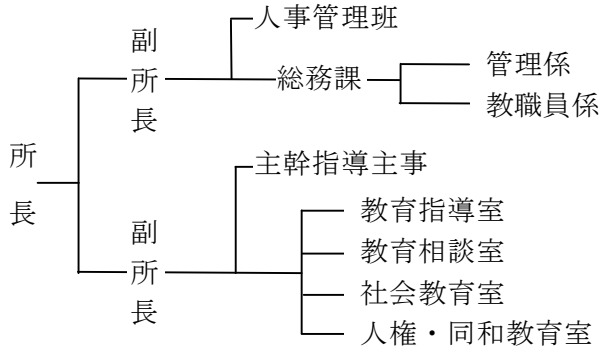 所長
副所長
人事管理班
総務課
管理係
教職員係
副所長
主幹指導主事
教育指導室
教育相談室
社会教育室
人権・同和教育室